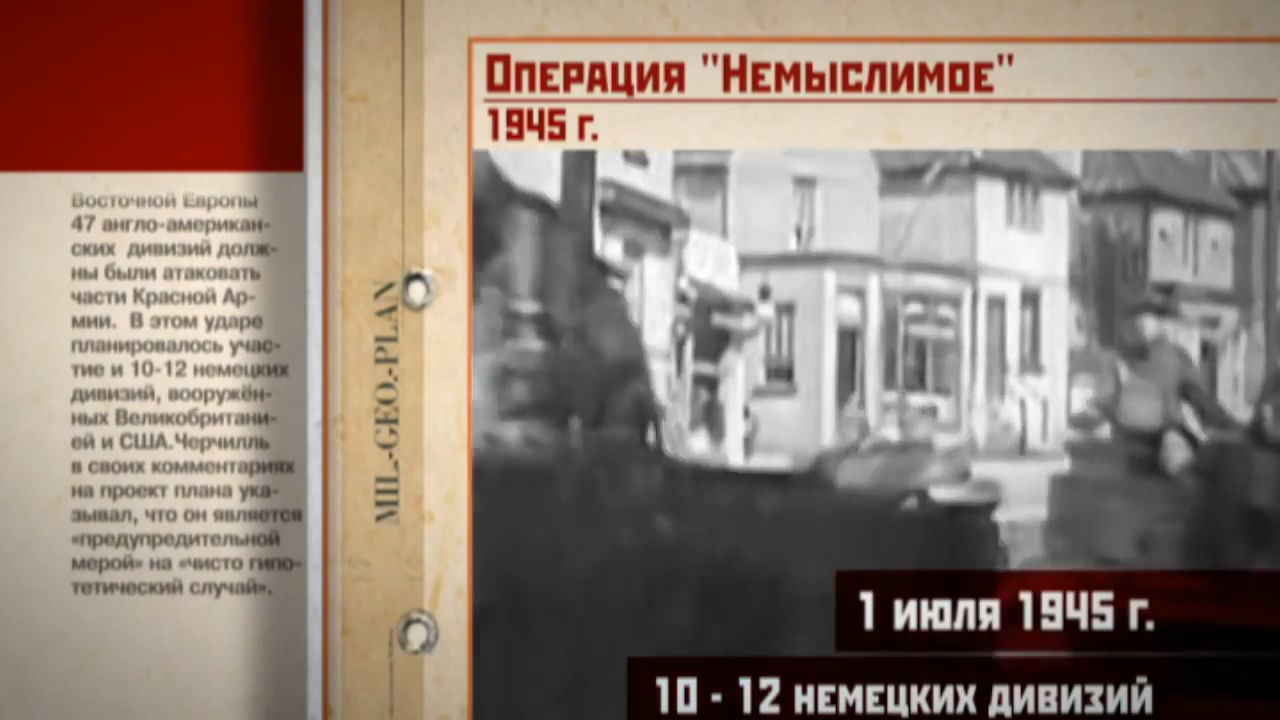 Операция "Немыслимое"
1945 г.
Восточной Европы
47 англо-американ-
ских дивизий долж-
ны были атаковать
части Красной Ар-
мии. В этом ударе
планировалось учас-
тие и 10-12 немецких
дивизий, вооружён-
ных Великобритани-
ей и США.Черчилль
в своих комментариях
на проект плана ука-
зывал, что он является
«предупредительной
мерой» на «чисто гипо-
тетический случай».
MIL.-GEO.-PLAN
1 июля 1945 г.
10 - 12 немецких дивизий